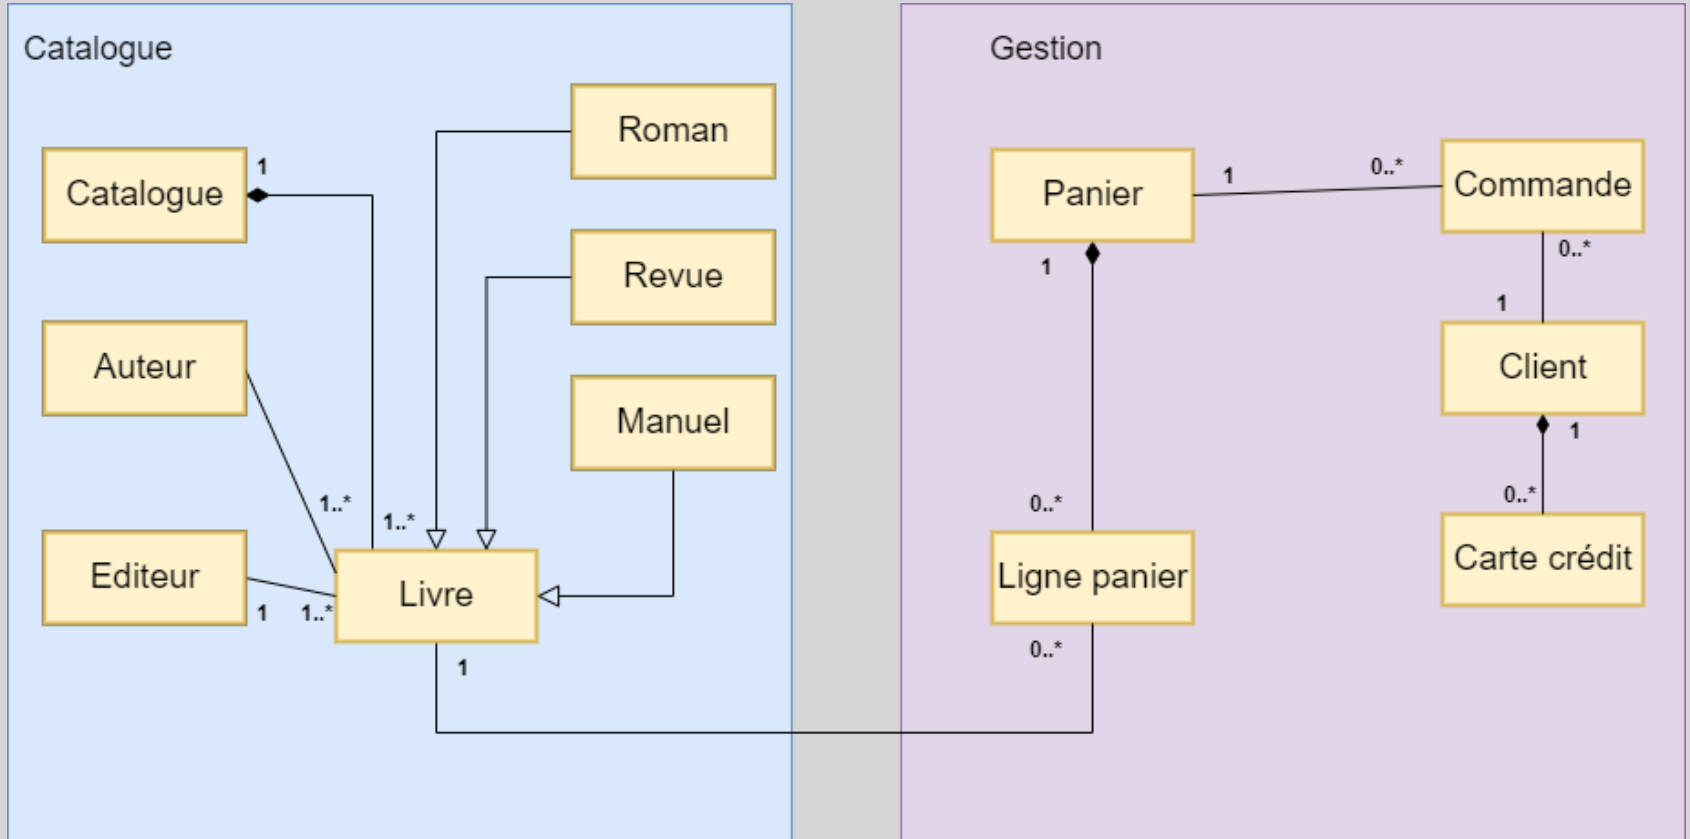 Catalogue
Roman
Catalogue
1
Revue
Auteur
Manuel
1..*
1..*
Editeur
1
1..*
Livre
1
Gestion
Panier
1
0..*
Commande
1
0..*
1
Client
1
0..*
0..*
Carte crédit
Ligne panier
0..*